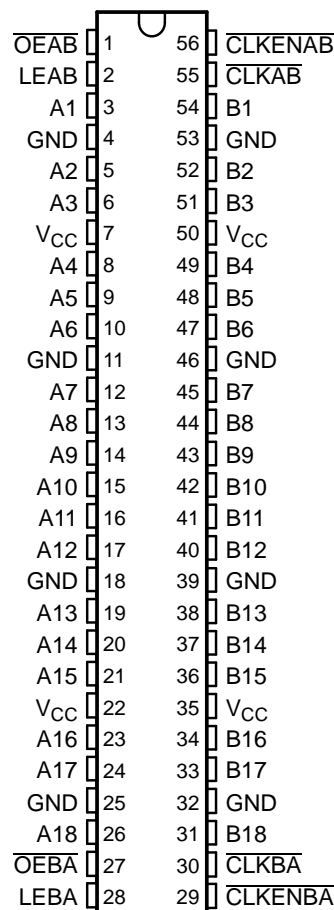 OEAB 1 56 CLKENAB
LEAB 2 55 CLKAB
A1 3 54 B1
GND 4 53 GND
A2 5 52 B2
A3 6 51 B3
VCC 7 50 VCC
A4 8 49 B4
A5 9 48 B5
A6 10 47 B6
GND 11 46 GND
A7 12 45 B7
A8 13 44 B8
A9 14 43 B9
A10 15 42 B10
A11 16 41 B11
A12 17 40 B12
GND 18 39 GND
A13 19 38 B13
A14 20 37 B14
A15 21 36 B15
VCC 22 35 VCC
A16 23 34 B16
A17 24 33 B17
GND 25 32 GND
A18 26 31 B18
OEBA 27 30 CLKBA
LEBA 28 29 CLKENBA